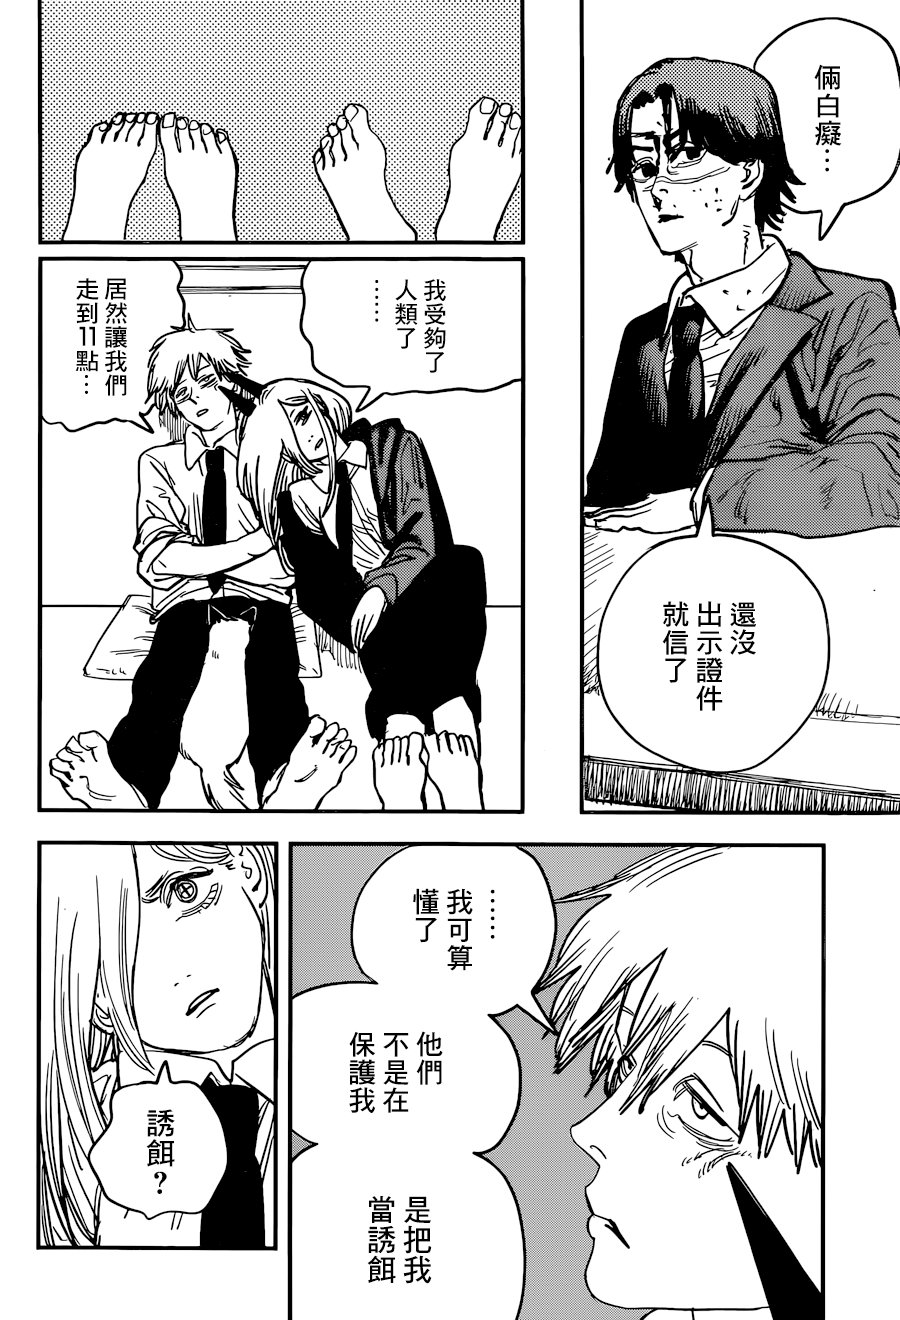 倆白癡…
還沒
出示證件
就信了
我受夠了
人類了
……
居然讓我們
走到11點…
……
我可算
懂了
他們
不是在
保護我
是把我
當誘餌
誘餌?